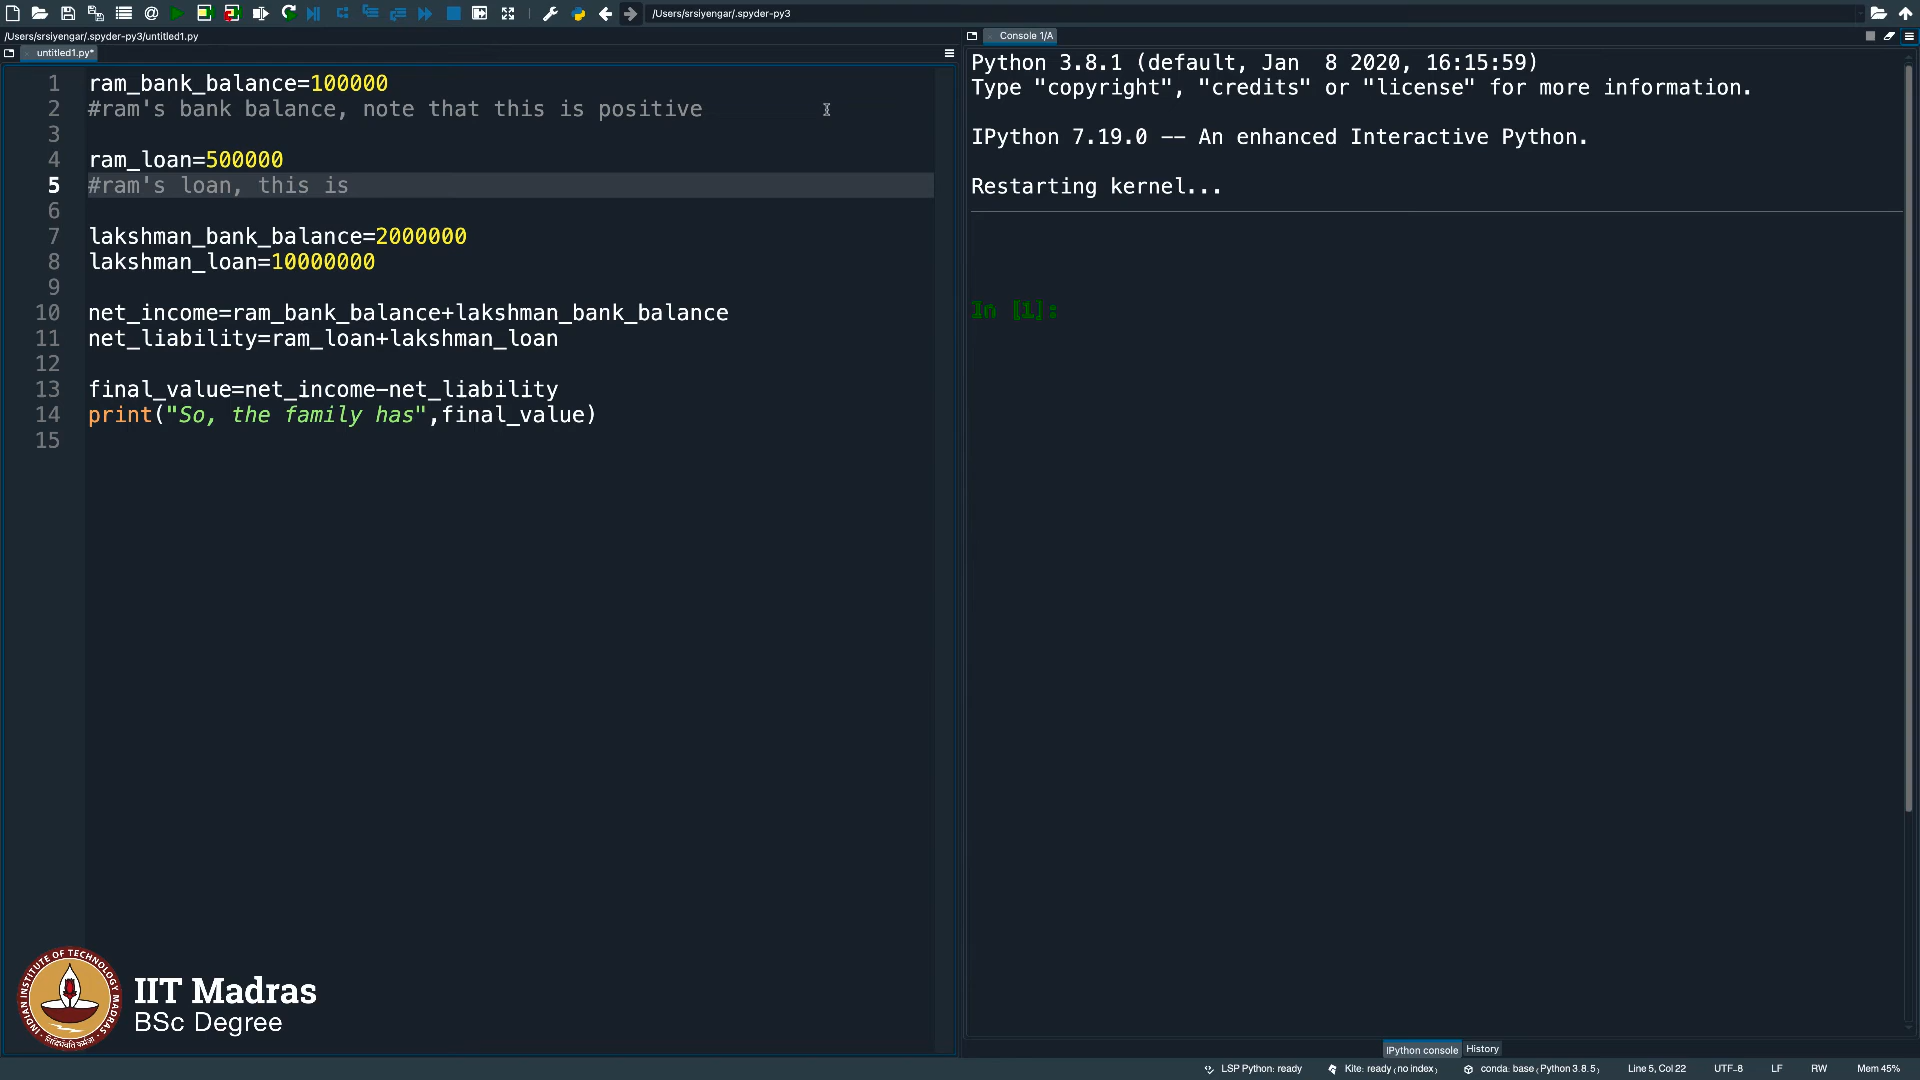 /Users/srsiyengar/.spyder-py3
/Users/srsiyengar/.spyder-py3/untitled1.py
untitled1.py*
1 ram_bank_balance=100000
2 #ram's bank balance, note that this is positive
3
4 ram_loan=500000
5 #ram's loan, this is
6
7 lakshman_bank_balance=2000000
8 lakshman_loan=10000000
9
10 net_income=ram_bank_balance+lakshman_bank_balance
11 net_liability=ram_loan+lakshman_loan
12
13 final_value=net_income-net_liability
14 print("So, the family has",final_value)
15
Console 1/A
Python 3.8.1 (default, Jan  8 2020, 16:15:59)
Type "copyright", "credits" or "license" for more information.
IPython 7.19.0 -- An enhanced Interactive Python.
Restarting kernel...
In [1]:
INDIAN INSTITUTE OF TECHNOLOGY MADRAS
IIT Madras
BSc Degree
IPython console
History
LSP Python: ready
Kite: ready (no index)
conda: base (Python 3.8.5)
Line 5, Col 22
UTF-8
LF
RW
Mem 45%